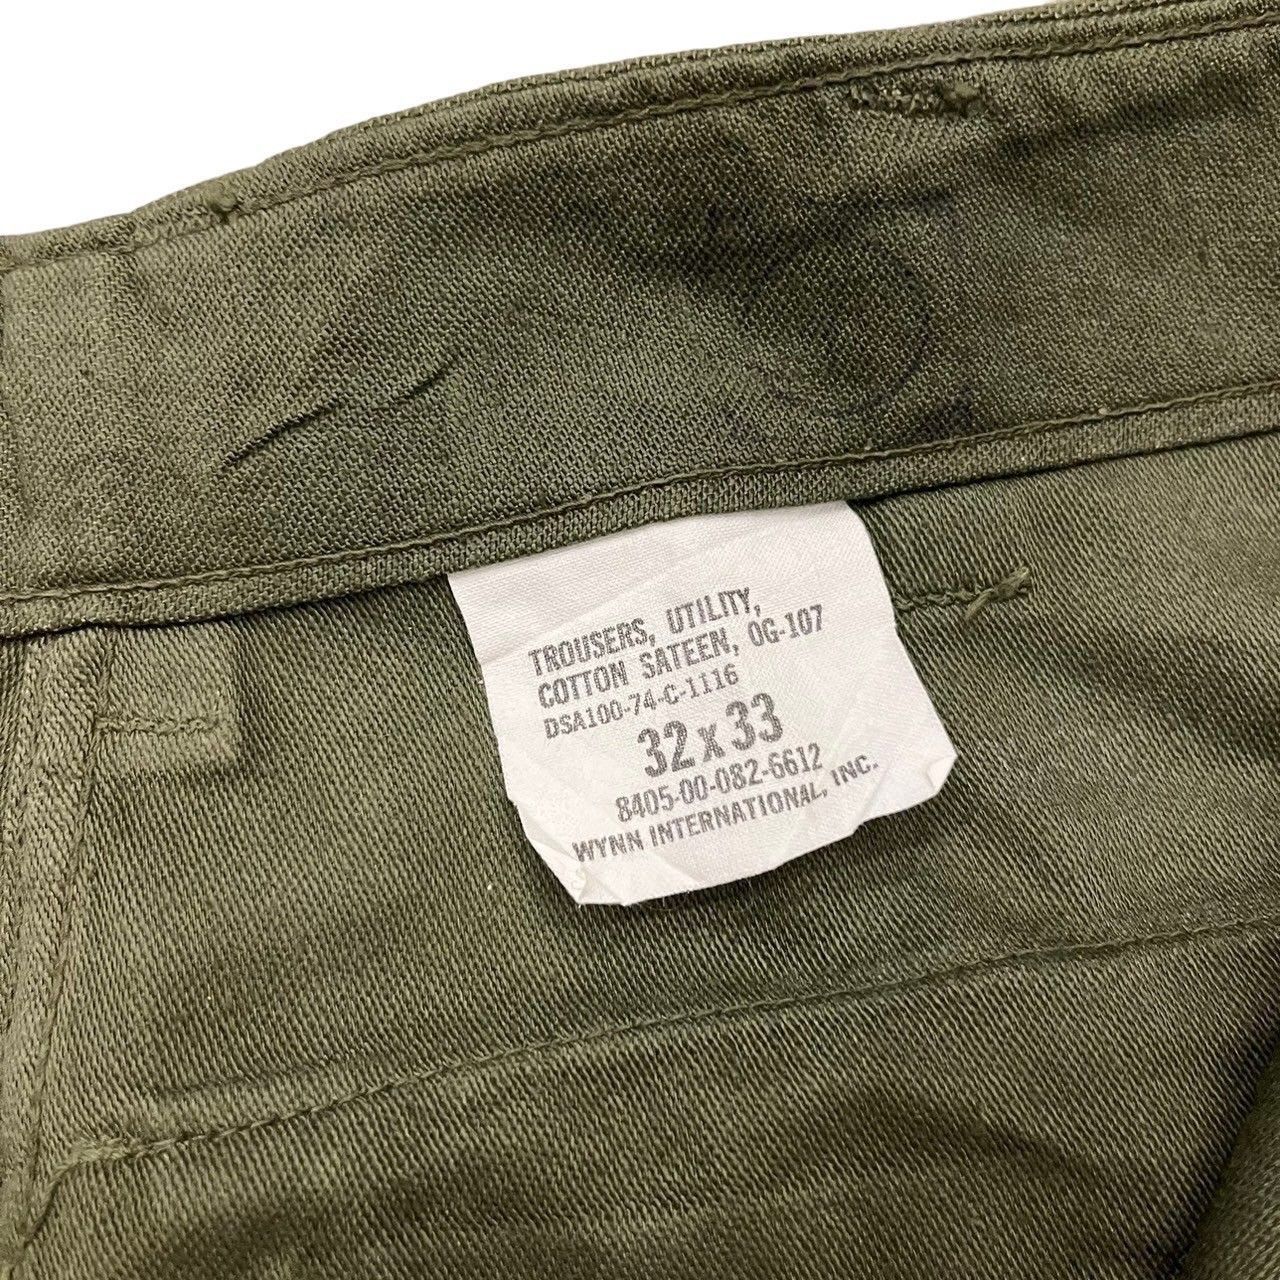 TROUSERS, UTILITY,
COTTON SATEEN, OG-107
DSA100-74-C-1116
32x33
8405-00-082-6612
WYNN INTERNATIONAL, INC.